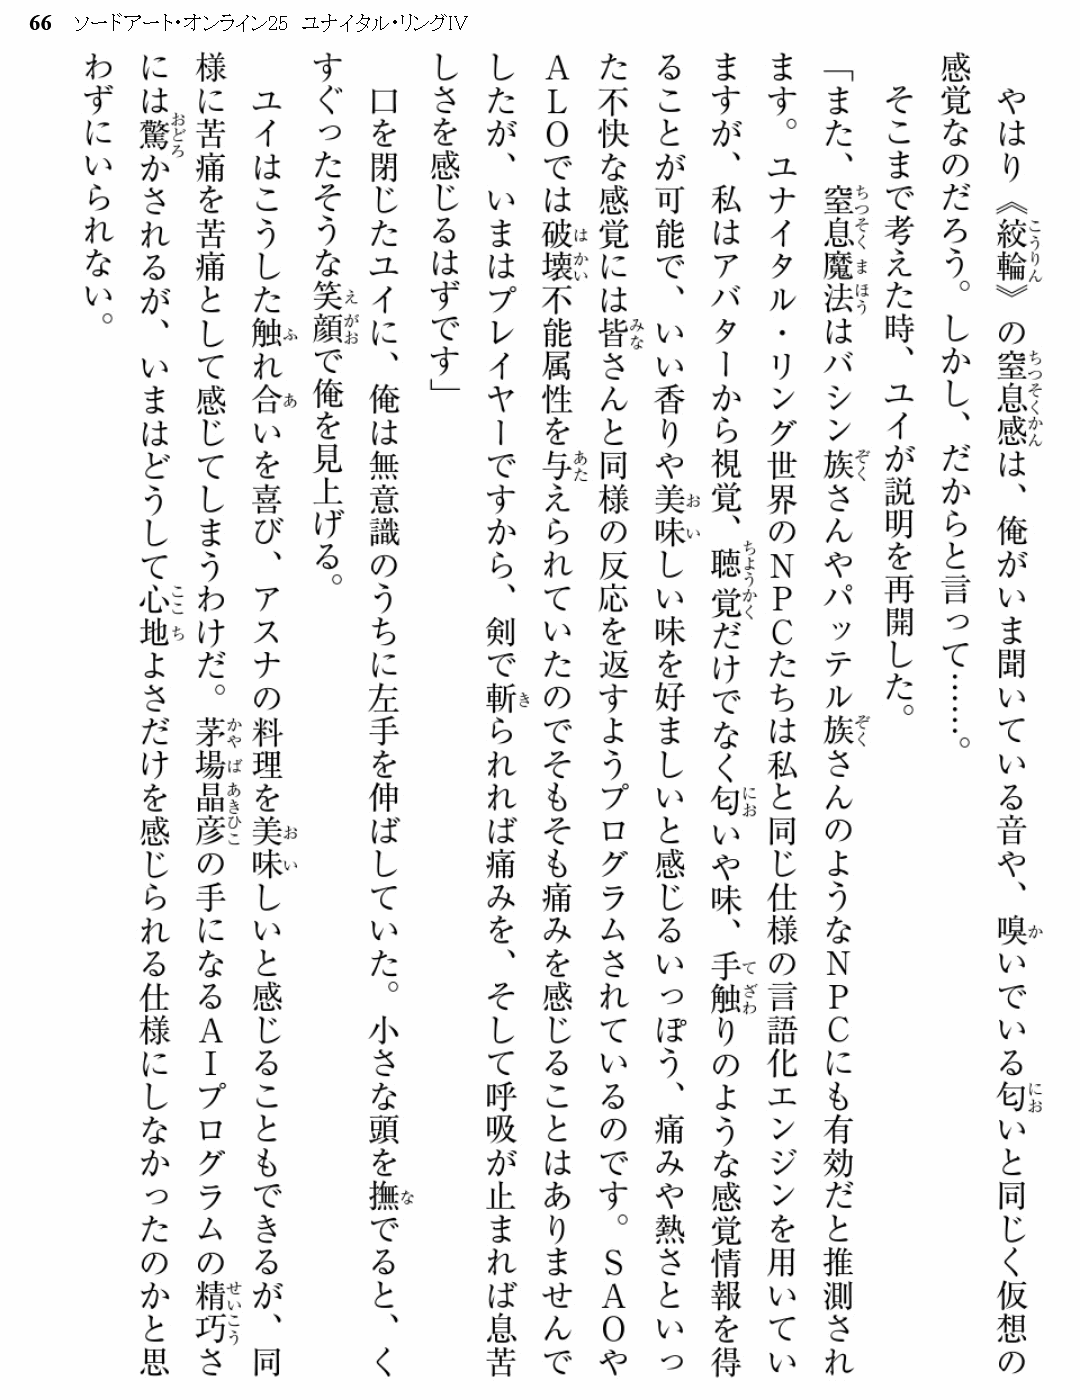 66 ソードアート・オンライン25 ユナイタル・リングⅣ
やはり《絞輪》の窒息感は、俺がいま聞いている音や、嗅いでいる匂いと同じく仮想の
感覚なのだろう。しかし、だからと言って……。
そこまで考えた時、ユイが説明を再開した。
「また、窒息魔法はバシン族さんやパッテル族さんのようなNPCにも有効だと推測され
ます。ユナイタル・リング世界のNPCたちは私と同じ仕様の言語化エンジンを用いてい
ますが、私はアバターから視覚、聴覚だけでなく匂いや味、手触りのような感覚情報を得
ることが可能で、いい香りや美味しい味を好ましいと感じるいっぽう、痛みや熱さといっ
た不快な感覚には皆さんと同様の反応を返すようプログラムされているのです。SAOや
ALOでは破壊不能属性を与えられていたのでそもそも痛みを感じることはありませんで
したが、いまはプレイヤーですから、剣で斬られれば痛みを、そして呼吸が止まれば息苦
しさを感じるはずです」
口を閉じたユイに、俺は無意識のうちに左手を伸ばしていた。小さな頭を撫でると、く
すぐったそうな笑顔で俺を見上げる。
ユイはこうした触れ合いを喜び、アスナの料理を美味しいと感じることもできるが、同
様に苦痛を苦痛として感じてしまうわけだ。茅場晶彦の手になるAIプログラムの精巧さ
には驚かされるが、いまはどうして心地よさだけを感じられる仕様にしなかったのかと思
わずにいられない。